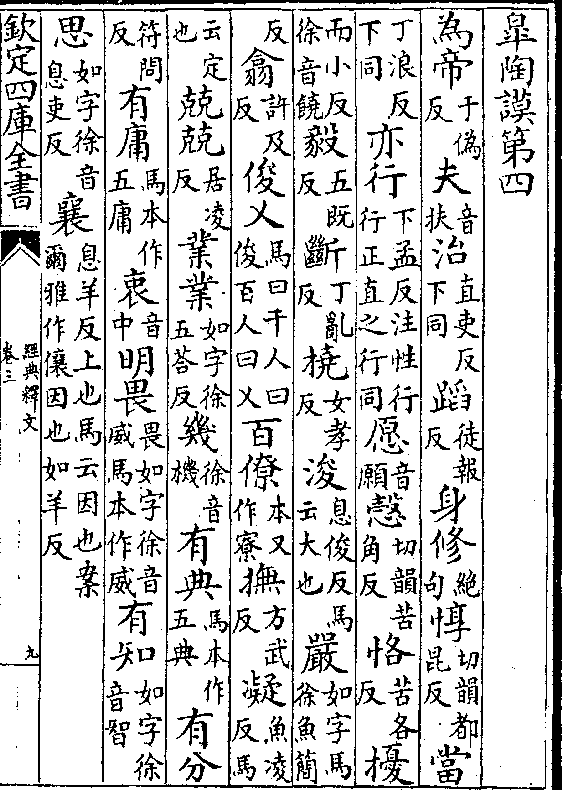 臯陶謨第四
為帝于偽反夫音扶治直吏反下同蹈徒報反身修絶句惇切韻都昆反當
丁浪反下同亦行下孟反注性行行正直之行同愿音願慤切韻苦角反恪苦各反擾
而小反徐音饒毅五既反斷丁亂反橈女孝反浚息俊反馬云大也嚴如字馬徐魚簡
反翕許及反俊乂馬曰千人曰俊百人曰乂百僚本又作寮撫方武反凝魚凌反馬
云定也兢兢居凌反業業如字徐五荅反幾徐音機有典馬本作五典有分
符問反有庸馬本作五庸衷音中明畏畏如字徐音威馬本作威有知如字徐音智
思如字徐音息吏反襄息羊反上也馬云因也案爾雅作儴因也如羊反
欽定四庫全書
經典釋文
卷三
九